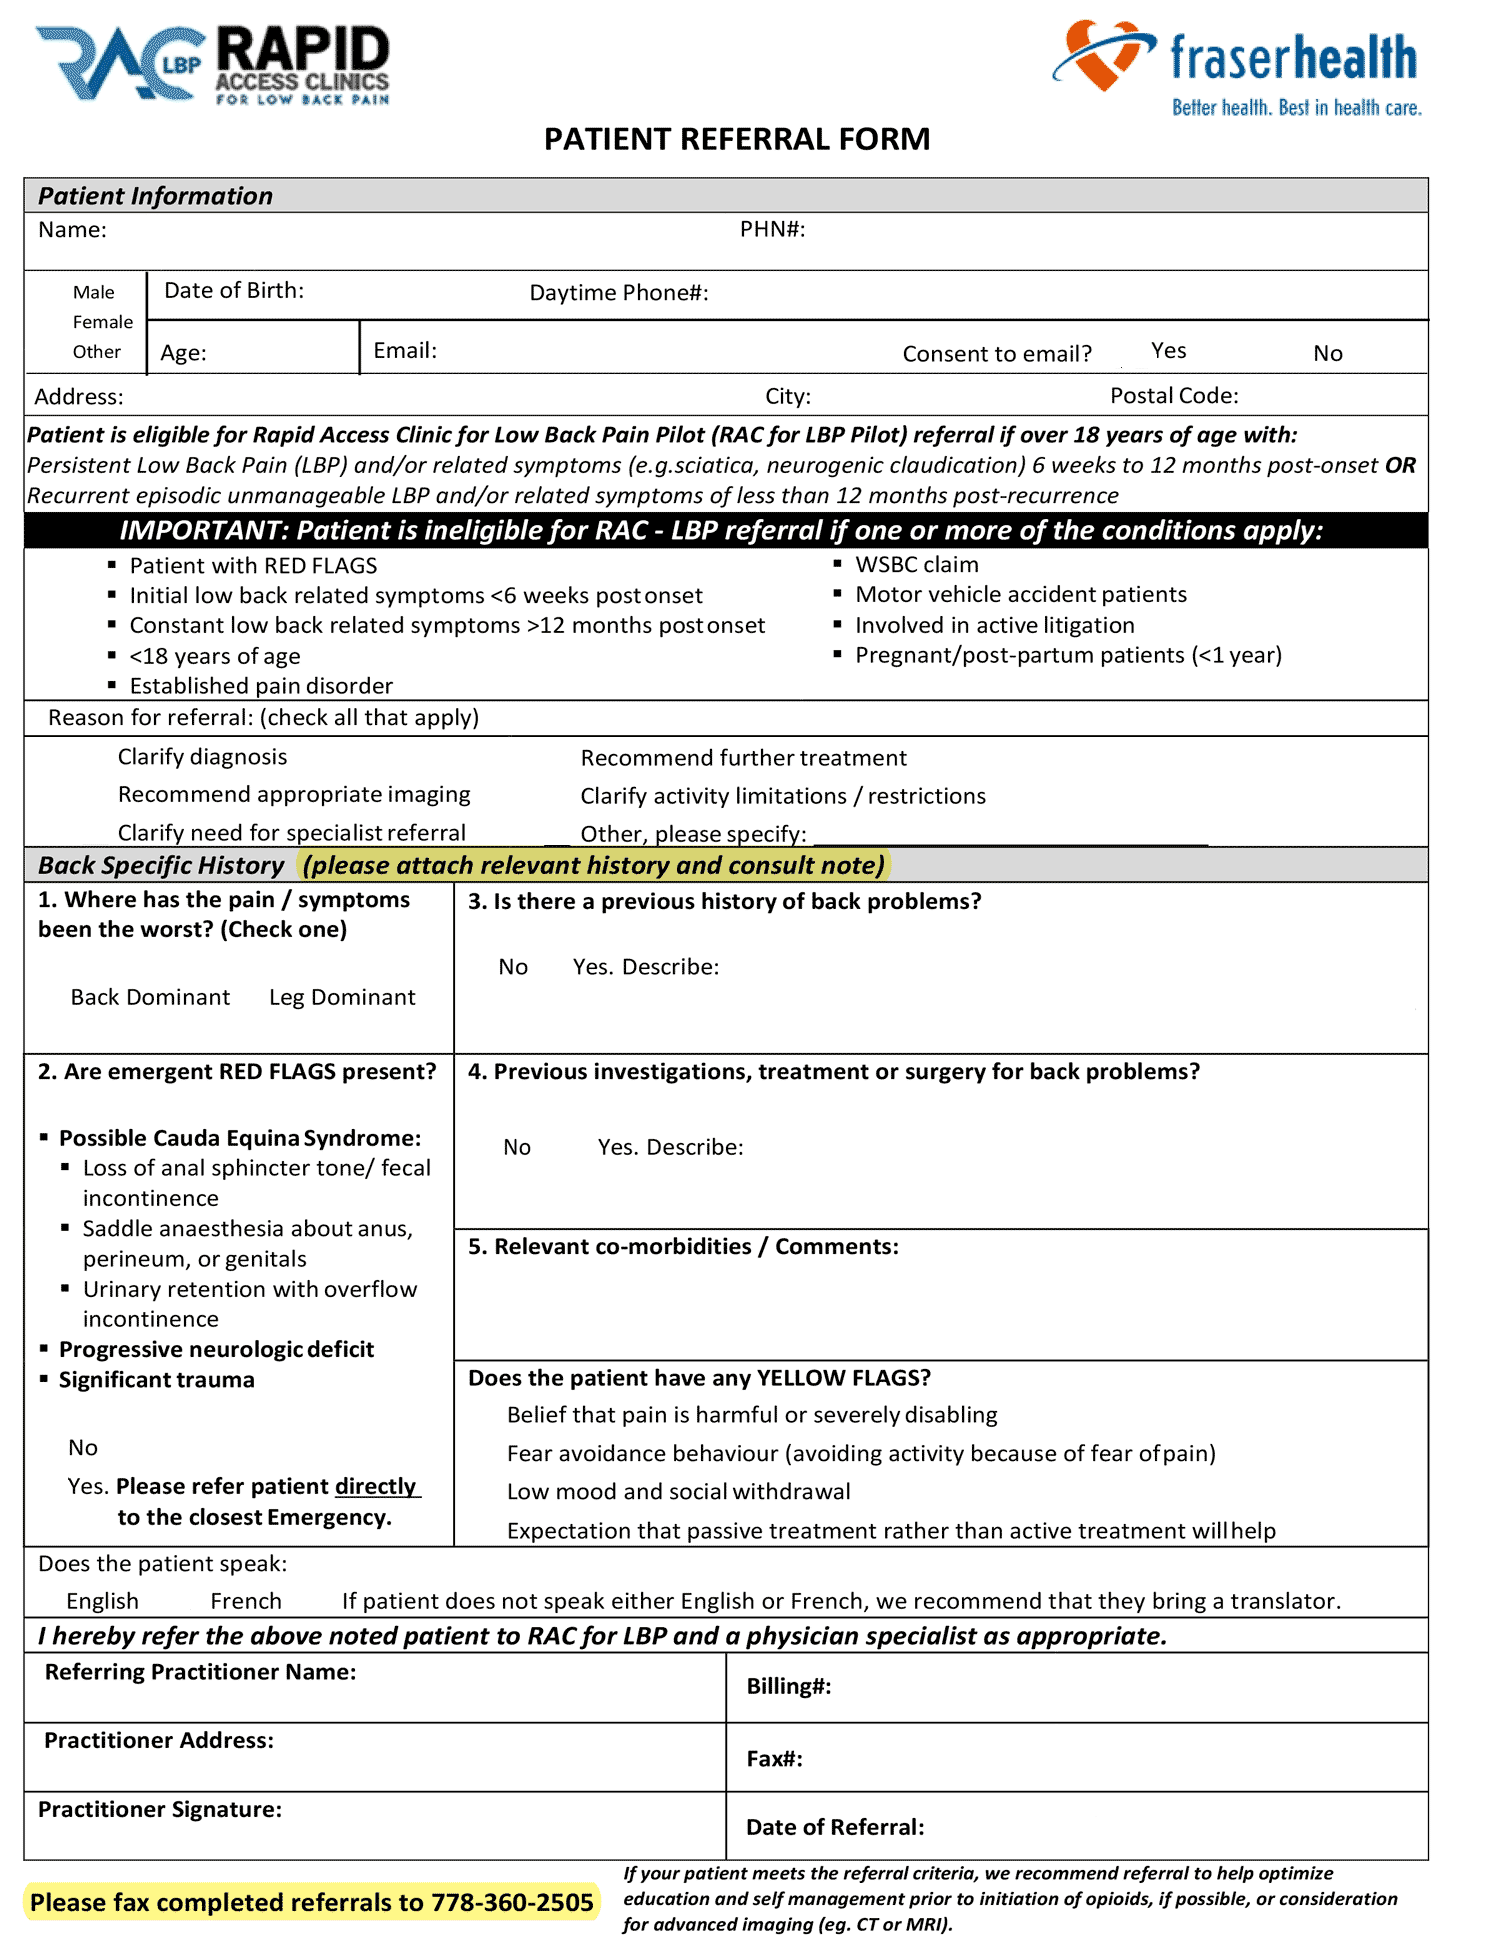 RAC LBP RAPID
ACCESS CLINICS
FOR LOW BACK PAIN
fraserhealth
Better health. Best in health care.
PATIENT REFERRAL FORM
Patient Information
Name: PHN#:
Male
Female
Other
Date of Birth: Daytime Phone#:
Age: Email: Consent to email? Yes No
Address: City: Postal Code:
Patient is eligible for Rapid Access Clinic for Low Back Pain Pilot (RAC for LBP Pilot) referral if over 18 years of age with:
Persistent Low Back Pain (LBP) and/or related symptoms (e.g.sciatica, neurogenic claudication) 6 weeks to 12 months post-onset OR
Recurrent episodic unmanageable LBP and/or related symptoms of less than 12 months post-recurrence
IMPORTANT: Patient is ineligible for RAC - LBP referral if one or more of the conditions apply:
▪ Patient with RED FLAGS
▪ Initial low back related symptoms <6 weeks post onset
▪ Constant low back related symptoms >12 months post onset
▪ <18 years of age
▪ Established pain disorder
▪ WSBC claim
▪ Motor vehicle accident patients
▪ Involved in active litigation
▪ Pregnant/post-partum patients (<1 year)
Reason for referral: (check all that apply)
Clarify diagnosis
Recommend appropriate imaging
Clarify need for specialist referral
Recommend further treatment
Clarify activity limitations / restrictions
__ Other, please specify: ____________________
Back Specific History (please attach relevant history and consult note)
1. Where has the pain / symptoms
been the worst? (Check one)
Back Dominant Leg Dominant
2. Are emergent RED FLAGS present?
▪ Possible Cauda Equina Syndrome:
▪ Loss of anal sphincter tone/ fecal
incontinence
▪ Saddle anaesthesia about anus,
perineum, or genitals
▪ Urinary retention with overflow
incontinence
▪ Progressive neurologic deficit
▪ Significant trauma
No
Yes. Please refer patient directly
to the closest Emergency.
3. Is there a previous history of back problems?
No Yes. Describe:
4. Previous investigations, treatment or surgery for back problems?
No Yes. Describe:
5. Relevant co-morbidities / Comments:
Does the patient have any YELLOW FLAGS?
Belief that pain is harmful or severely disabling
Fear avoidance behaviour (avoiding activity because of fear of pain)
Low mood and social withdrawal
Expectation that passive treatment rather than active treatment will help
Does the patient speak:
English French If patient does not speak either English or French, we recommend that they bring a translator.
I hereby refer the above noted patient to RAC for LBP and a physician specialist as appropriate.
Referring Practitioner Name:
Billing#:
Practitioner Address:
Fax#:
Practitioner Signature:
Date of Referral:
Please fax completed referrals to 778-360-2505
If your patient meets the referral criteria, we recommend referral to help optimize
education and self management prior to initiation of opioids, if possible, or consideration
for advanced imaging (eg. CT or MRI).